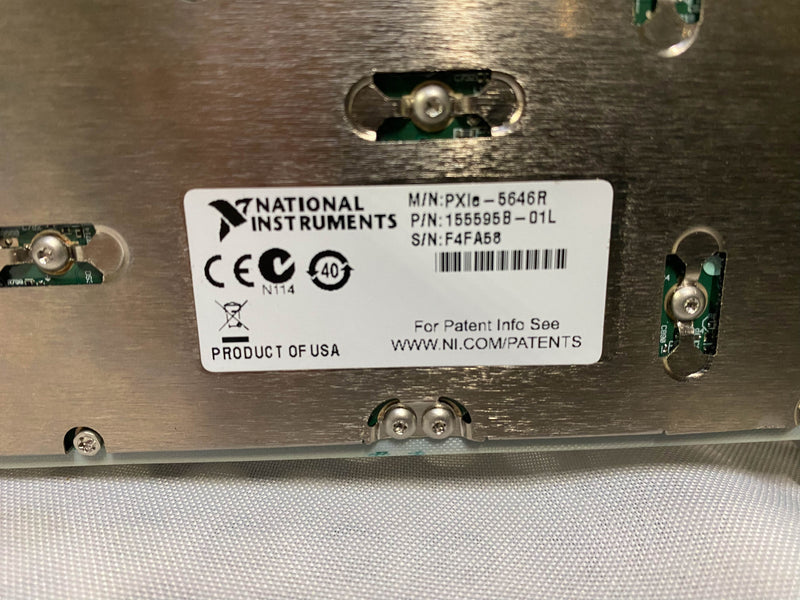 NATIONAL
INSTRUMENTS
M/N:PXIe-5646R
P/N:155595B-01L
S/N:F4FA58
CE
N114
40
For Patent Info See
WWW.NI.COM/PATENTS
PRODUCT OF USA